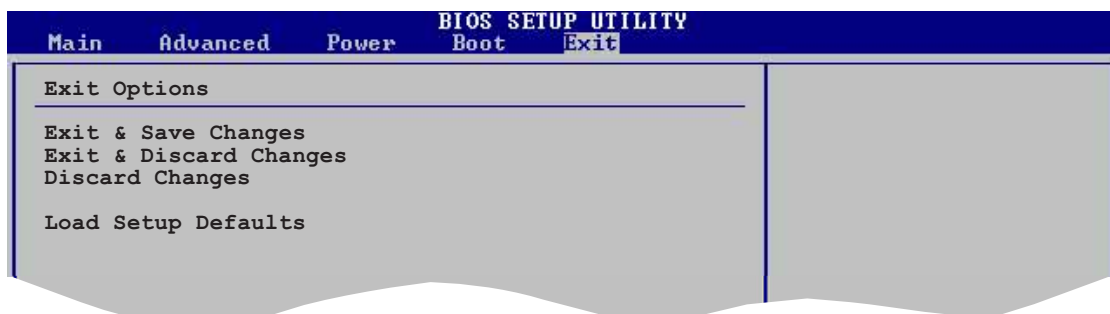 BIOS SETUP UTILITY
Main Advanced Power Boot Exit
Exit Options
Exit & Save Changes
Exit & Discard Changes
Discard Changes
Load Setup Defaults